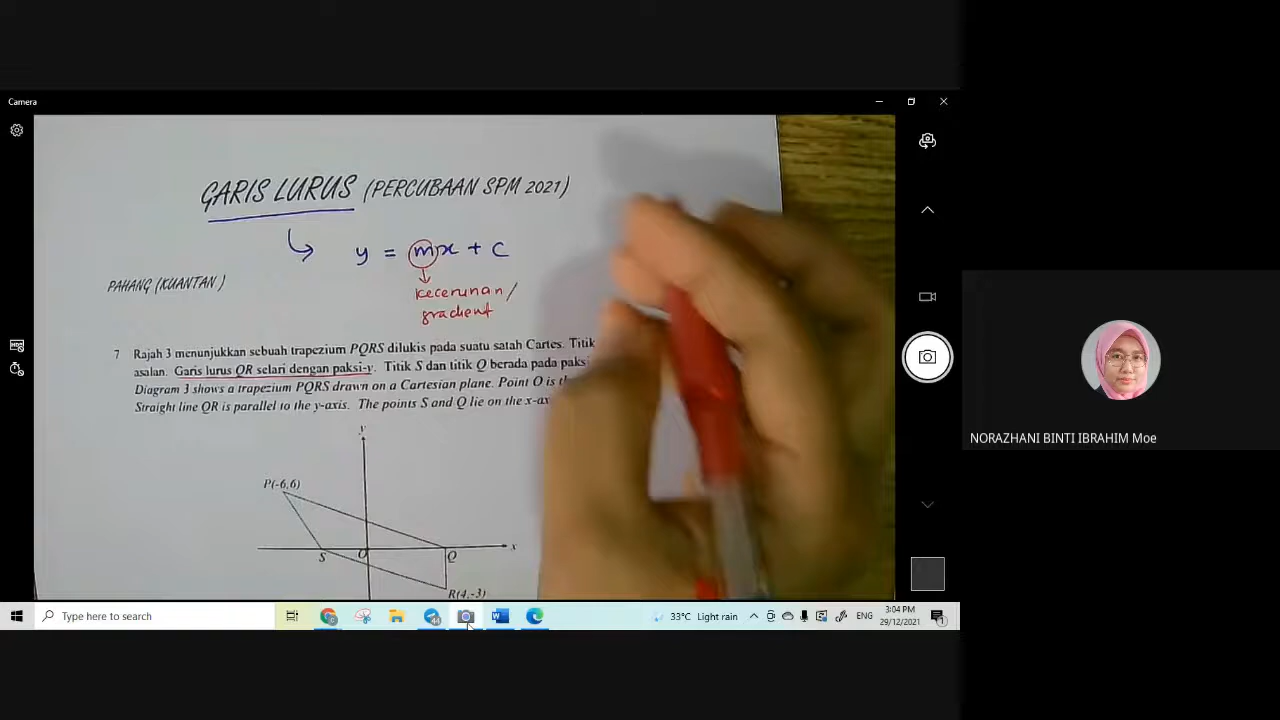 Camera
GARIS LURUS (PERCUBAAN SPM 2021)
y = mx + c
kecerunan/
gradient
PAHANG (KUANTAN)
7 Rajah 3 menunjukkan sebuah trapezium PQRS dilukis pada suatu satah Cartes. Titik
asalan. Garis lurus QR selari dengan paksi-y. Titik S dan titik Q berada pada paksi
Diagram 3 shows a trapezium PQRS drawn on a Cartesian plane. Point O is
Straight line QR is parallel to the y-axis. The points S and Q lie on the
y
P(-6,6)
S
O
Q
x
R(4,-3)
NORAZHANI BINTI IBRAHIM Moe
Type here to search
33°C Light rain
ENG
3:04 PM
29/12/2021